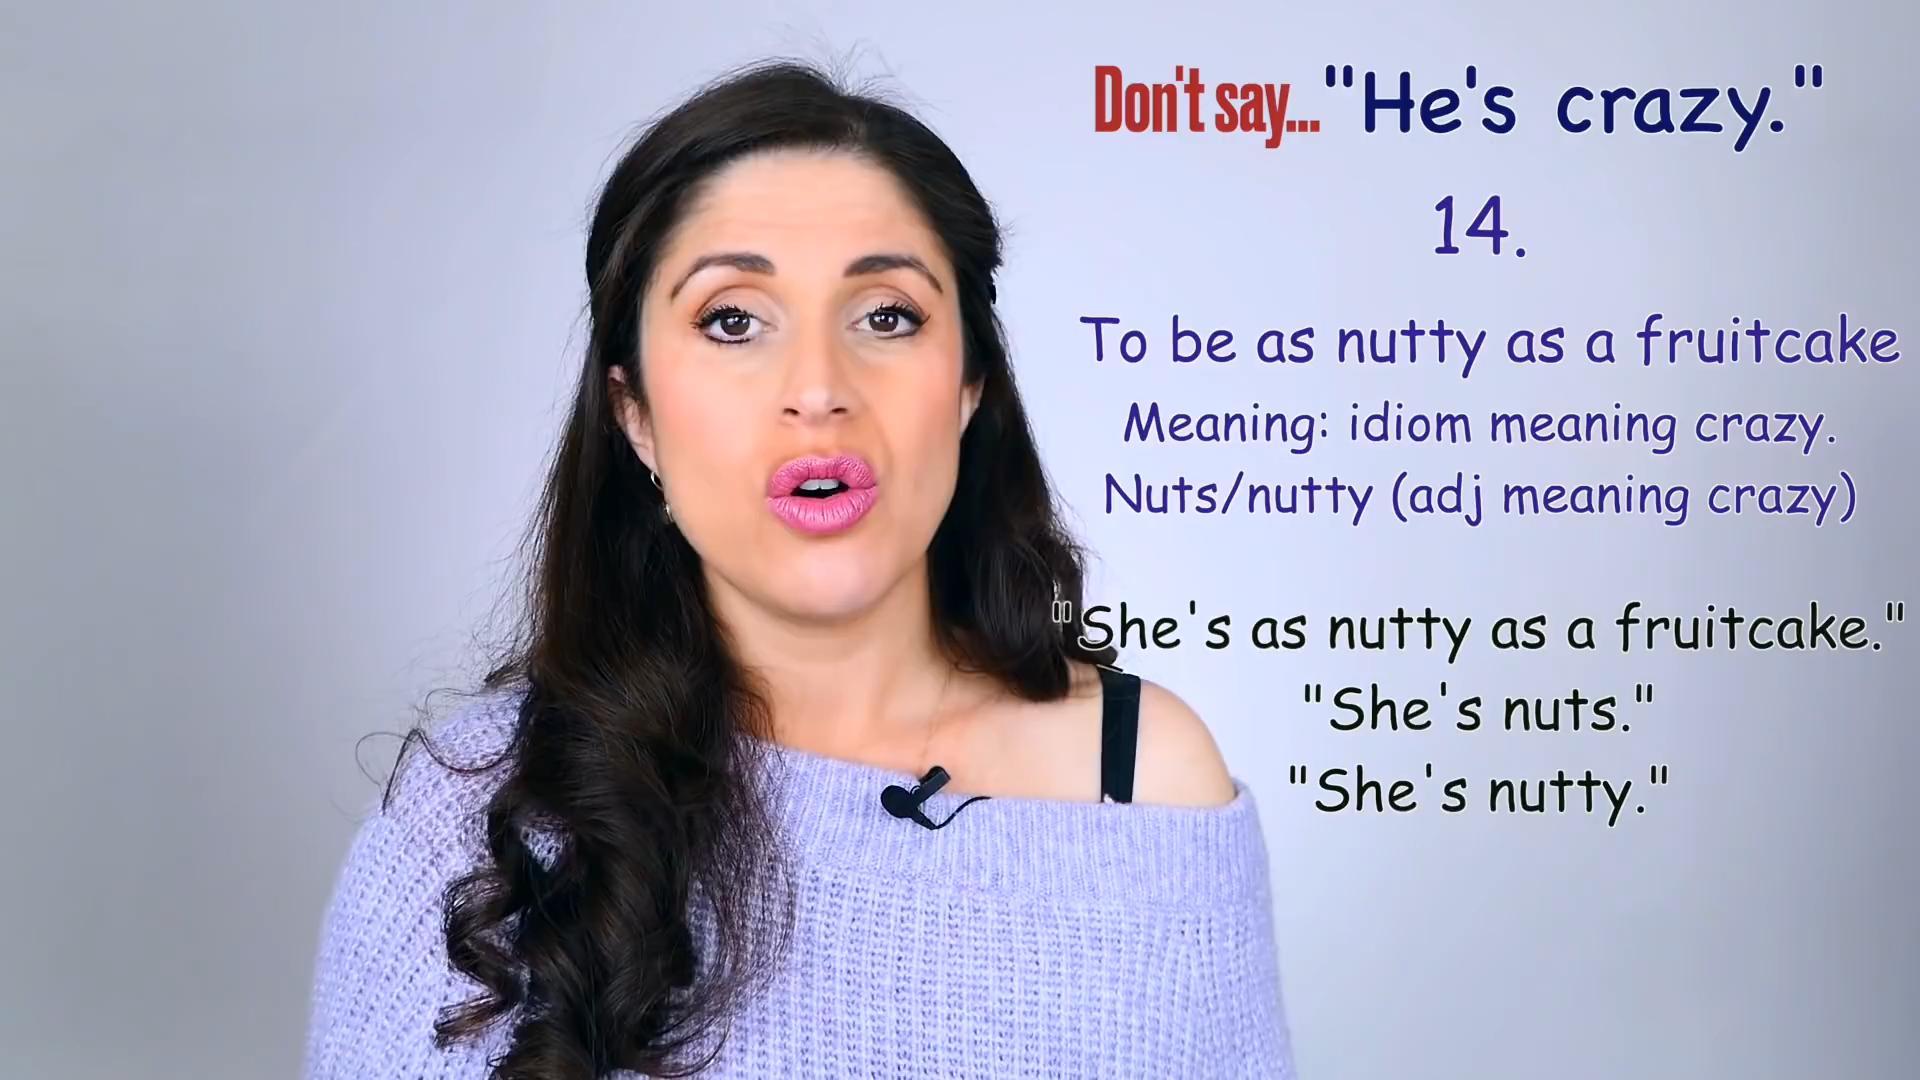 Don't say... "He's crazy."
14.
To be as nutty as a fruitcake
Meaning: idiom meaning crazy.
Nuts/nutty (adj meaning crazy)
"She's as nutty as a fruitcake."
"She's nuts."
"She's nutty."